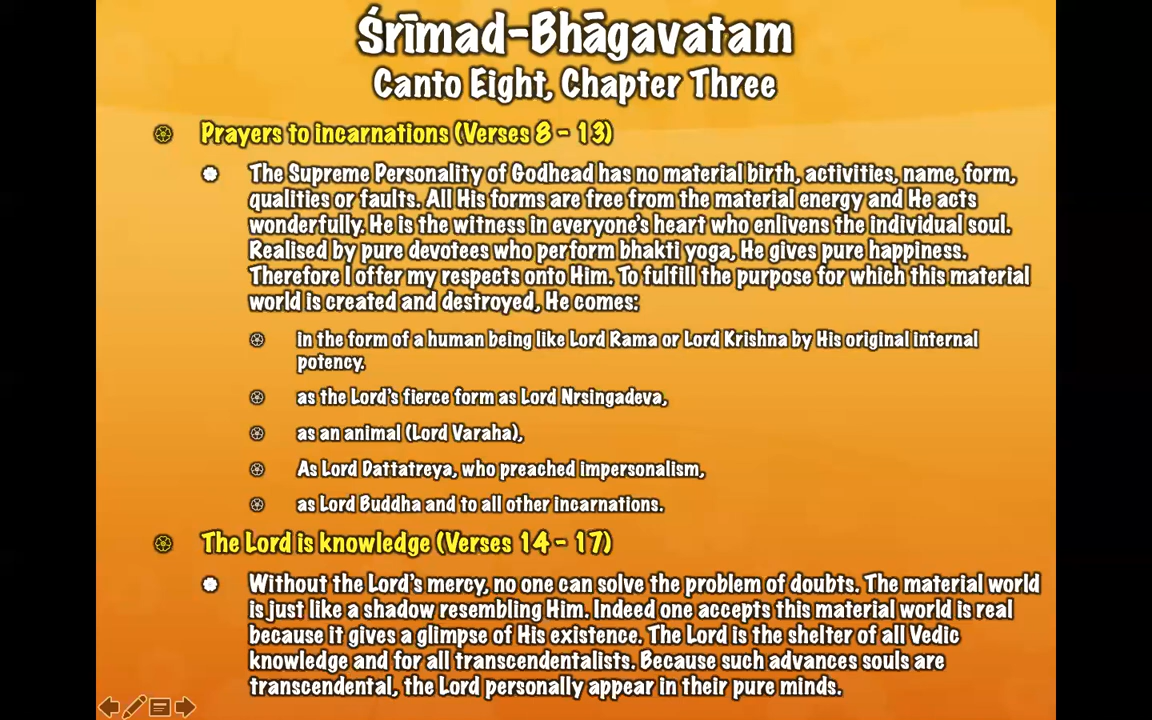 Śrīmad-Bhāgavatam
Canto Eight, Chapter Three
Prayers to incarnations (Verses 8 - 13)
The Supreme Personality of Godhead has no material birth, activities, name, form,
qualities or faults. All His forms are free from the material energy and He acts
wonderfully. He is the witness in everyone's heart who enlivens the individual soul.
Realised by pure devotees who perform bhakti yoga, He gives pure happiness.
Therefore I offer my respects onto Him. To fulfill the purpose for which this material
world is created and destroyed, He comes:
in the form of a human being like Lord Rama or Lord Krishna by His original internal
potency.
as the Lord's fierce form as Lord Nrsingadeva,
as an animal (Lord Varaha),
As Lord Dattatreya, who preached impersonalism,
as Lord Buddha and to all other incarnations.
The Lord is knowledge (Verses 14 - 17)
Without the Lord's mercy, no one can solve the problem of doubts. The material world
is just like a shadow resembling Him. Indeed one accepts this material world is real
because it gives a glimpse of His existence. The Lord is the shelter of all Vedic
knowledge and for all transcendentalists. Because such advances souls are
transcendental, the Lord personally appear in their pure minds.